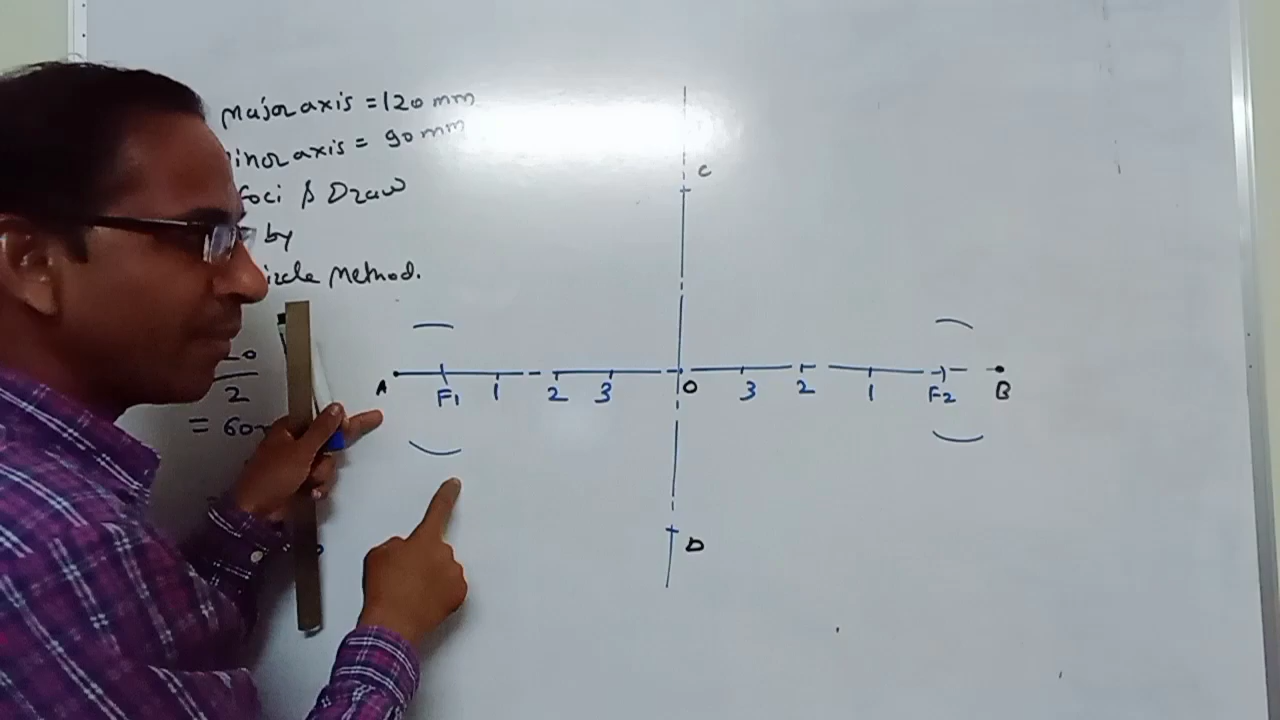 major axis = 120 mm
inor axis = 90 mm
foci & Draw
by
ircle Method.
2
= 60
C
A F1 1 2 3 O 3 2 1 F2 B
D